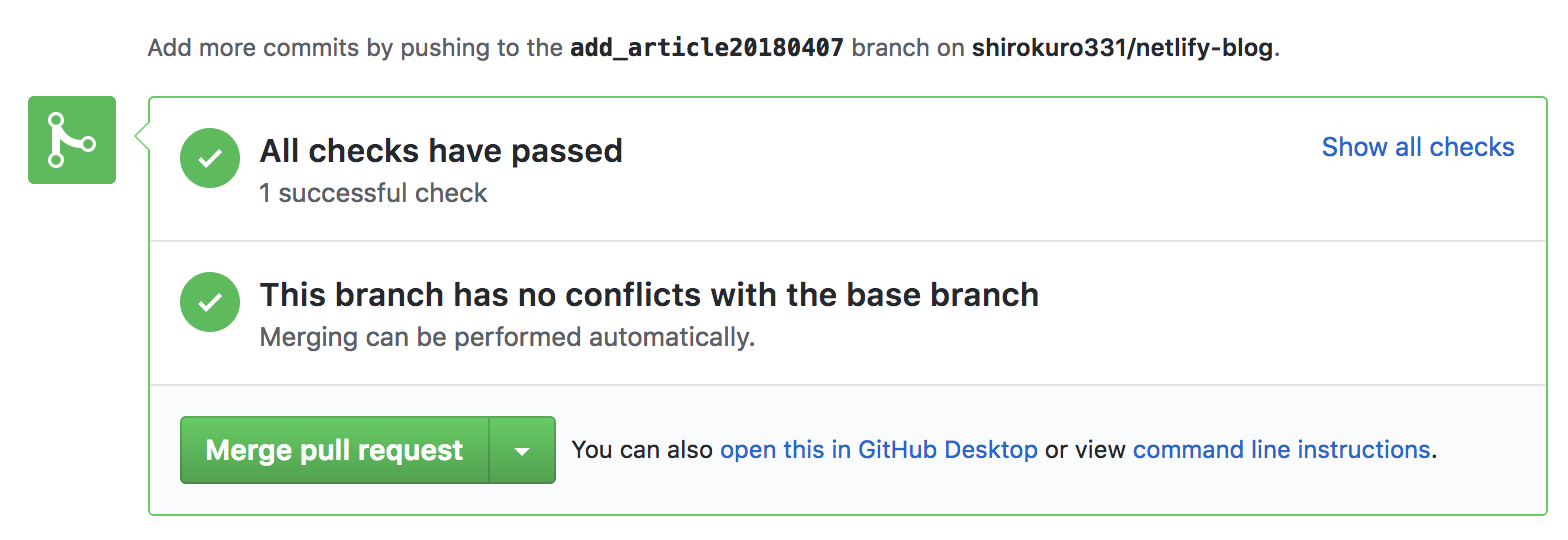 Add more commits by pushing to the add_article20180407 branch on shirokuro331/netlify-blog.
All checks have passed
Show all checks
1 successful check
This branch has no conflicts with the base branch
Merging can be performed automatically.
Merge pull request
You can also open this in GitHub Desktop or view command line instructions.